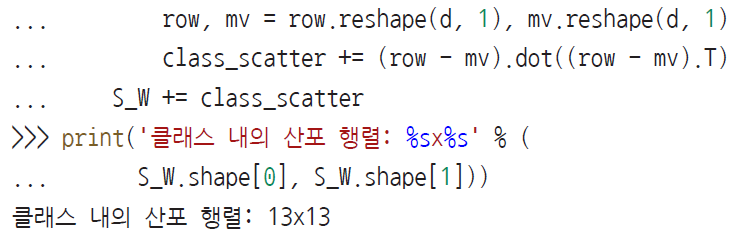 ...         row, mv = row.reshape(d, 1), mv.reshape(d, 1)
...         class_scatter += (row - mv).dot((row - mv).T)
...     S_W += class_scatter
>>> print('클래스 내의 산포 행렬: %sx%s' % (
...       S_W.shape[0], S_W.shape[1]))
클래스 내의 산포 행렬: 13x13